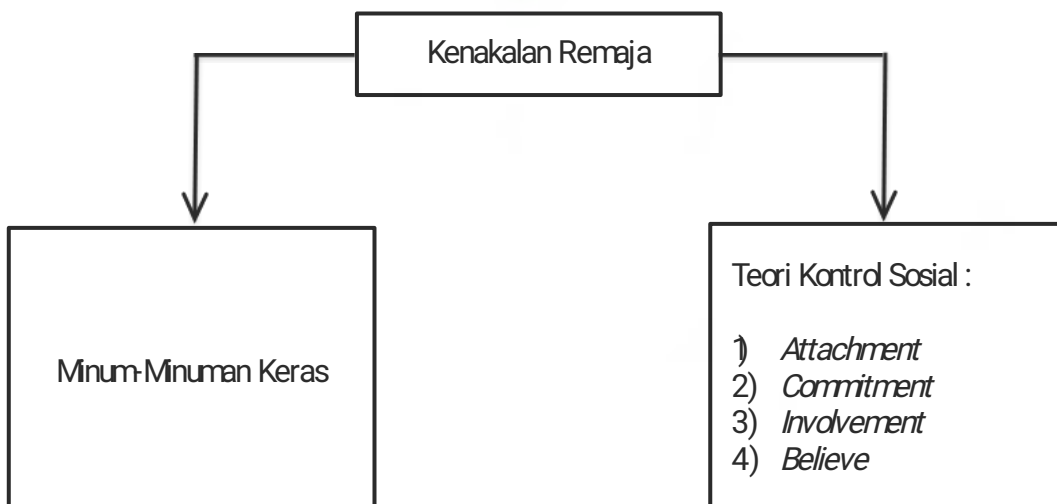 Kenakalan Remaja
Minum-Minuman Keras
Teori Kontrol Sosial :
1) Attachment
2) Commitment
3) Involvement
4) Believe